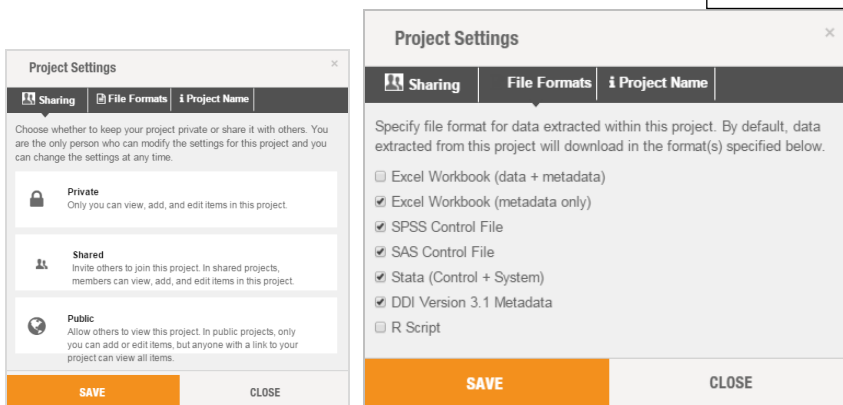 Project Settings
×
Sharing
File Formats
i Project Name
Choose whether to keep your project private or share it with others. You
are the only person who can modify the settings for this project and you
can change the settings at any time.
Private
Only you can view, add, and edit items in this project.
Shared
Invite others to join this project. In shared projects,
members can view, add, and edit items in this project.
Public
Allow others to view this project. In public projects, only
you can add or edit items, but anyone with a link to your
project can view all items.
SAVE
CLOSE
Project Settings
×
Sharing
File Formats
i Project Name
Specify file format for data extracted within this project. By default, data
extracted from this project will download in the format(s) specified below.
Excel Workbook (data + metadata)
Excel Workbook (metadata only)
SPSS Control File
SAS Control File
Stata (Control + System)
DDI Version 3.1 Metadata
R Script
SAVE
CLOSE